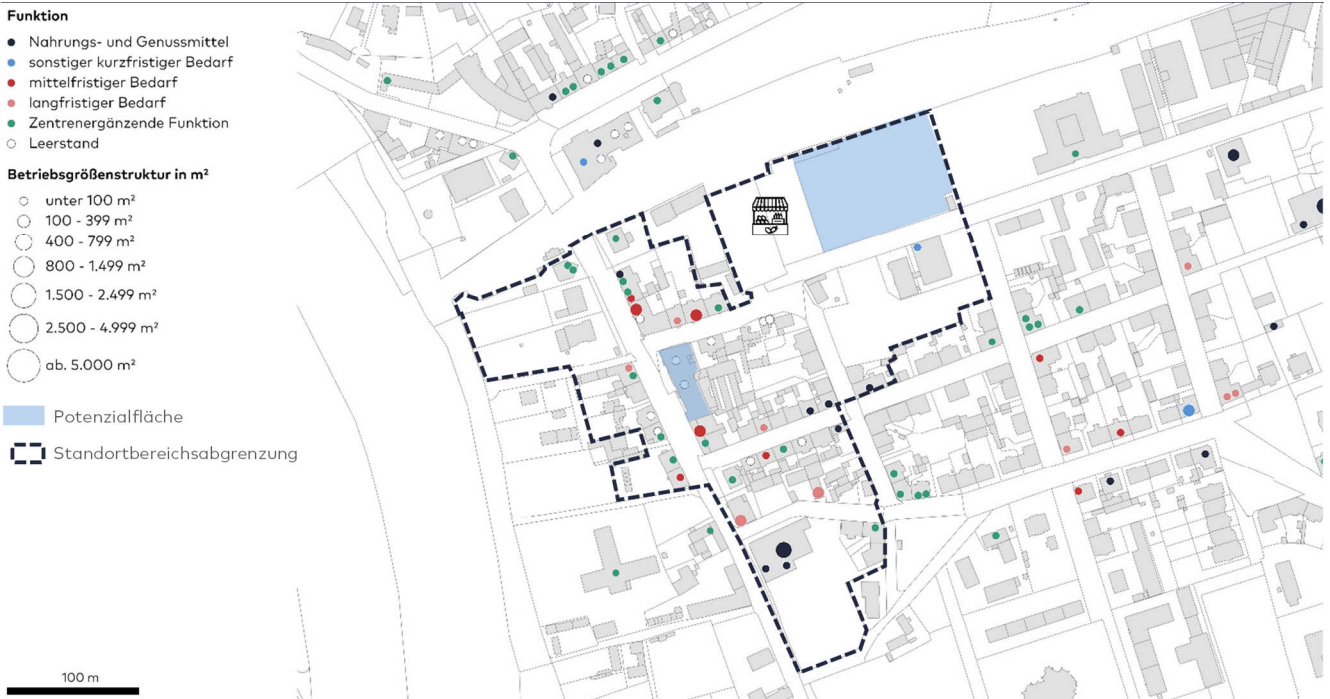 Funktion
Nahrungs- und Genussmittel
sonstiger kurzfristiger Bedarf
mittelfristiger Bedarf
langfristiger Bedarf
Zentrenergänzende Funktion
Leerstand
Betriebsgrößenstruktur in m²
unter 100 m²
100 - 399 m²
400 - 799 m²
800 - 1.499 m²
1.500 - 2.499 m²
2.500 - 4.999 m²
ab. 5.000 m²
Potenzialfläche
Standortbereichsabgrenzung
100 m